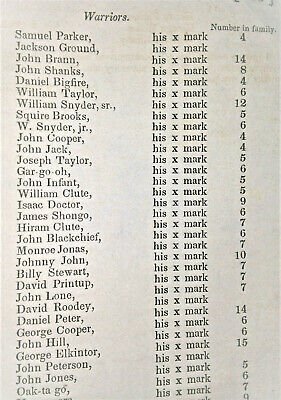 Warriors.
Number in family.
Samuel Parker, his x mark 4
Jackson Ground, his x mark
John Brann, his x mark 14
John Shanks, his x mark 8
Daniel Bigfire, his x mark 4
William Taylor, his x mark 6
William Snyder, sr., his x mark 12
Squire Brooks, his x mark 5
W. Snyder, jr., his x mark 6
John Cooper, his x mark 5
John Jack, his x mark 4
Joseph Taylor, his x mark 5
Gar-go-oh, his x mark 6
John Infant, his x mark 5
William Clute, his x mark 5
Isaac Doctor, his x mark 9
James Shongo, his x mark 6
Hiram Clute, his x mark 7
John Blackchief, his x mark 6
Monroe Jonas, his x mark 7
Johnny John, his x mark 10
Billy Stewart, his x mark 7
David Printup, his x mark 7
John Lone, his x mark 7
David Roodey, his x mark 14
Daniel Peter, his x mark 6
George Cooper, his x mark 6
John Hill, his x mark 15
George Elkintor, his x mark
John Peterson, his x mark 5
John Jones, his x mark 6
Oak-ta go, his x mark 9